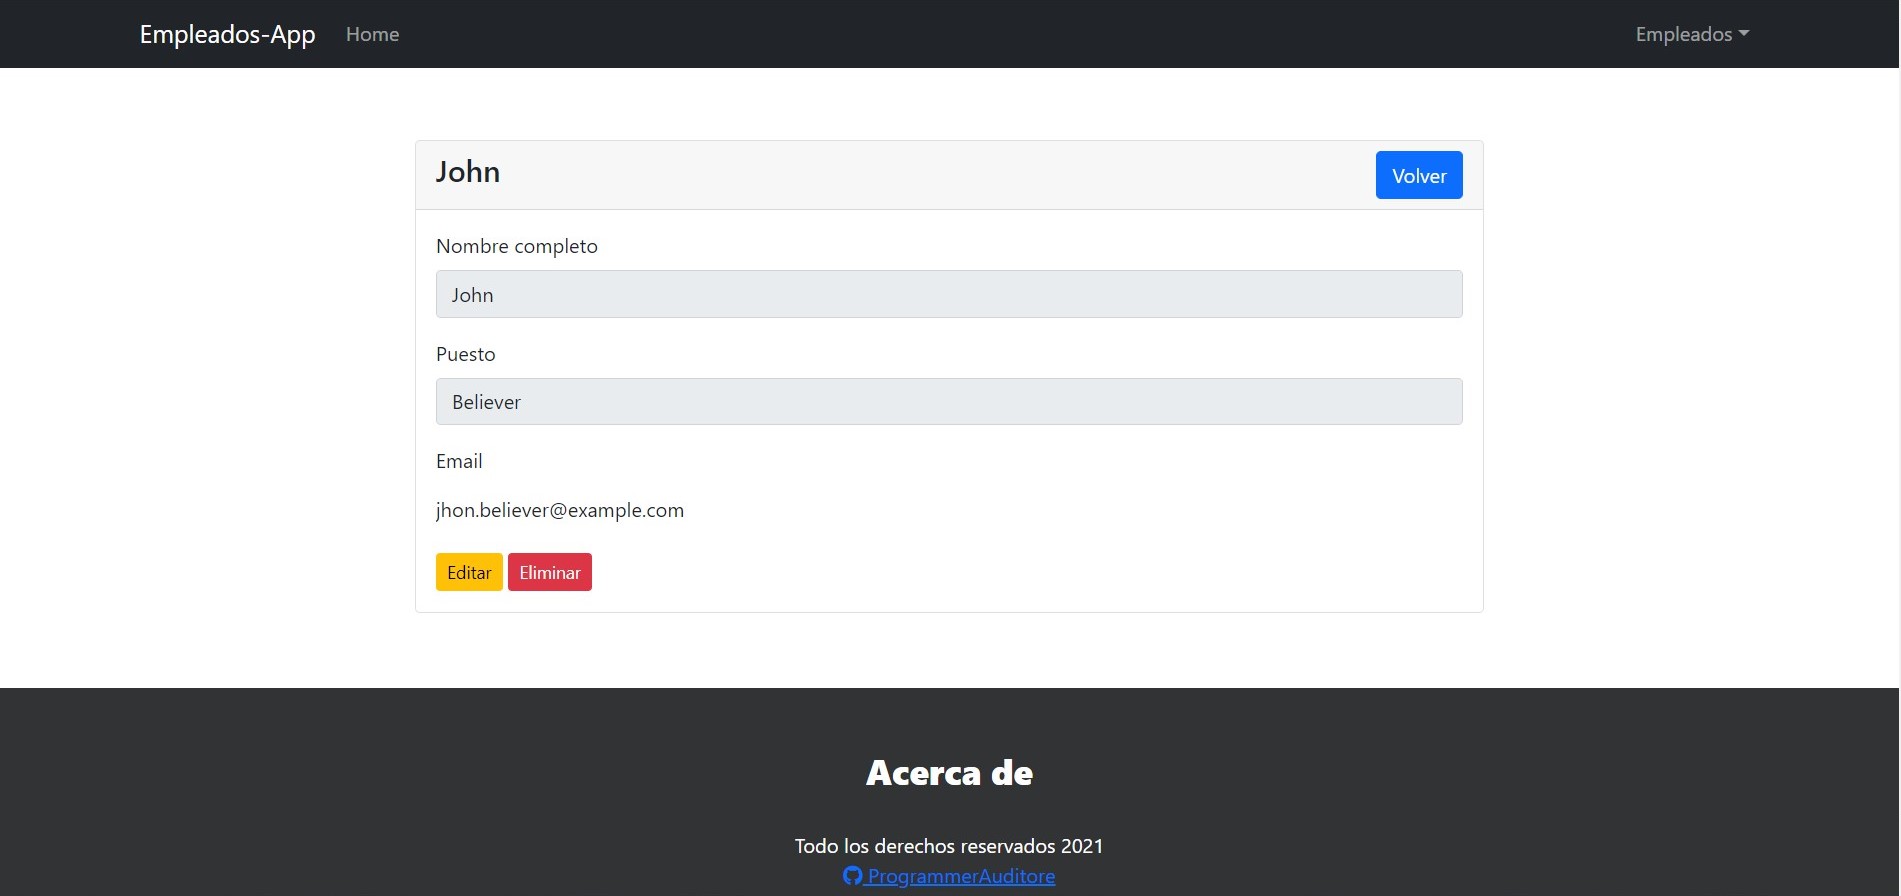 Empleados-App Home Empleados
John Volver
Nombre completo
John
Puesto
Believer
Email
jhon.believer@example.com
Editar Eliminar
Acerca de
Todo los derechos reservados 2021
ProgrammerAuditore